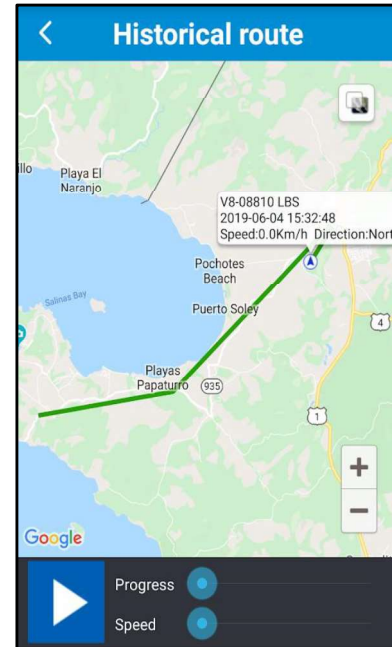 Historical route
llo
Playa El
Naranjo
V8-08810 LBS
2019-06-04 15:32:48
Speed:0.0Km/h Direction:Nort
Pochotes
Beach
Salinas Bay
Puerto Soley
4
Playas
Papaturro
935
1
+
−
Google
Progress
Speed